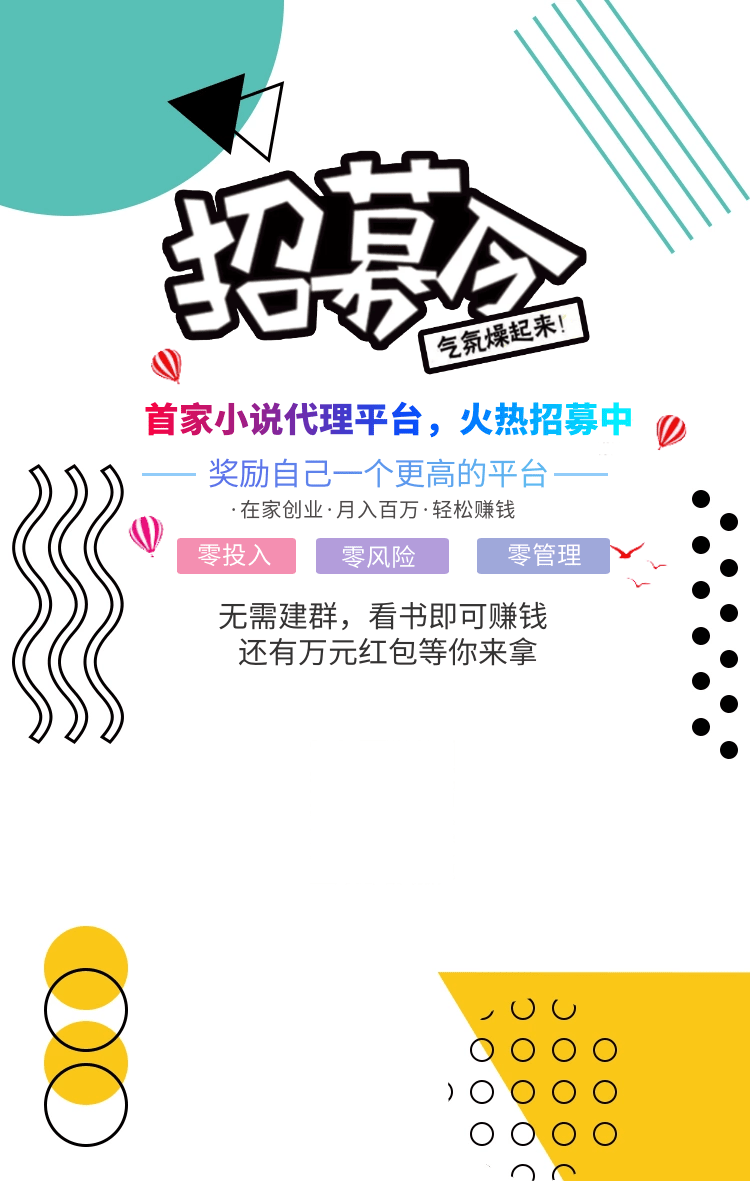 招募令
气氛燥起来!
首家小说代理平台，火热招募中
奖励自己一个更高的平台
·在家创业·月入百万·轻松赚钱
零投入 零风险 零管理
无需建群，看书即可赚钱
还有万元红包等你来拿